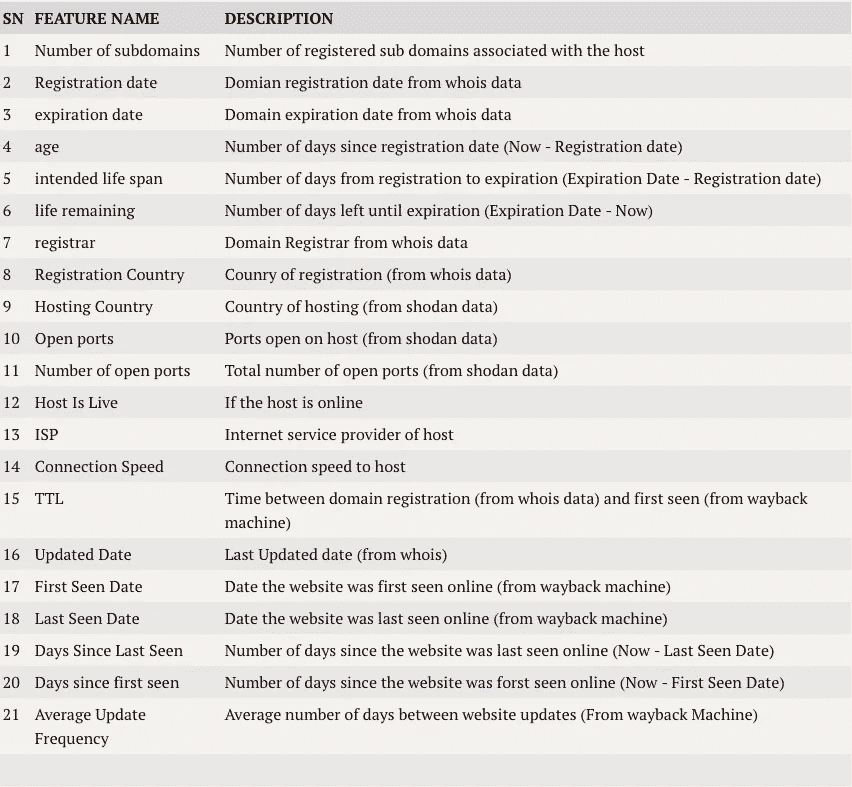 SN FEATURE NAME DESCRIPTION
1 Number of subdomains Number of registered sub domains associated with the host
2 Registration date Domian registration date from whois data
3 expiration date Domain expiration date from whois data
4 age Number of days since registration date (Now - Registration date)
5 intended life span Number of days from registration to expiration (Expiration Date - Registration date)
6 life remaining Number of days left until expiration (Expiration Date - Now)
7 registrar Domain Registrar from whois data
8 Registration Country Counry of registration (from whois data)
9 Hosting Country Country of hosting (from shodan data)
10 Open ports Ports open on host (from shodan data)
11 Number of open ports Total number of open ports (from shodan data)
12 Host Is Live If the host is online
13 ISP Internet service provider of host
14 Connection Speed Connection speed to host
15 TTL Time between domain registration (from whois data) and first seen (from wayback
machine)
16 Updated Date Last Updated date (from whois)
17 First Seen Date Date the website was first seen online (from wayback machine)
18 Last Seen Date Date the website was last seen online (from wayback machine)
19 Days Since Last Seen Number of days since the website was last seen online (Now - Last Seen Date)
20 Days since first seen Number of days since the website was forst seen online (Now - First Seen Date)
21 Average Update Average number of days between website updates (From wayback Machine)
Frequency